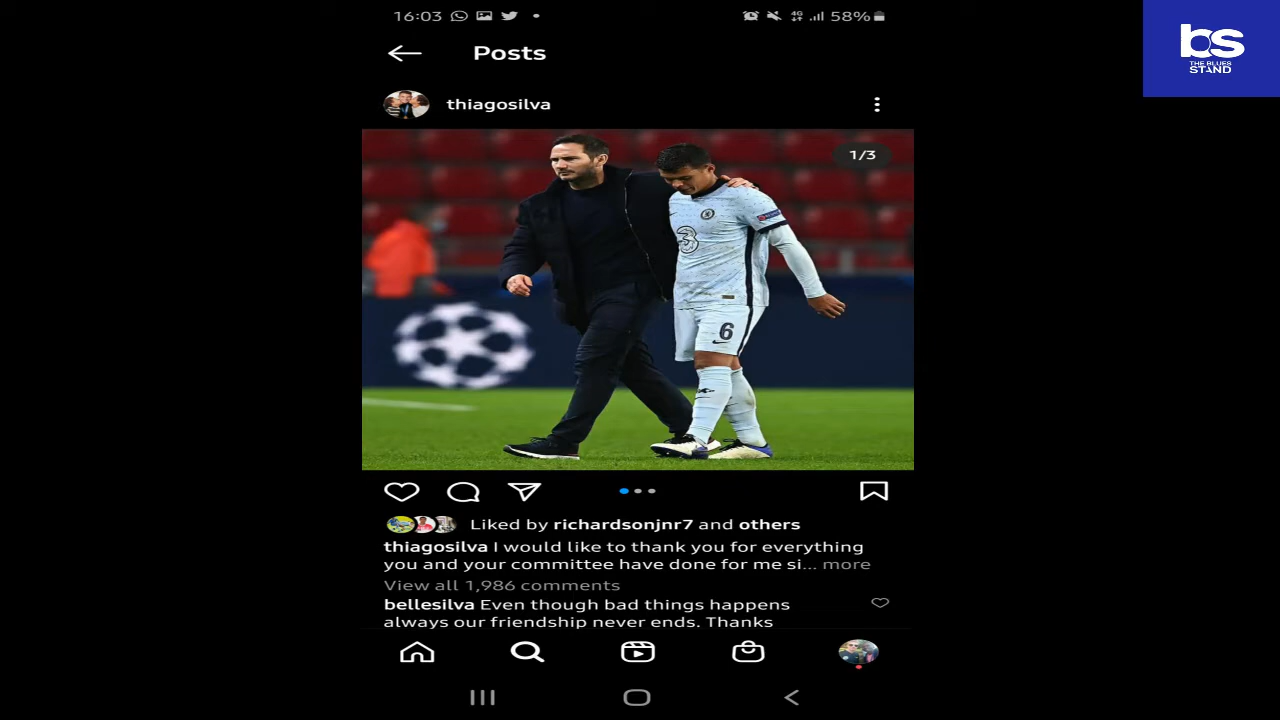 16:03
4G
58%
bs
THE BLUES
STAND
Posts
thiagosilva
1/3
3
6
Liked by richardsonjnr7 and others
thiagosilva I would like to thank you for everything
you and your committee have done for me si... more
View all 1,986 comments
bellesilva Even though bad things happens
always our friendship never ends. Thanks